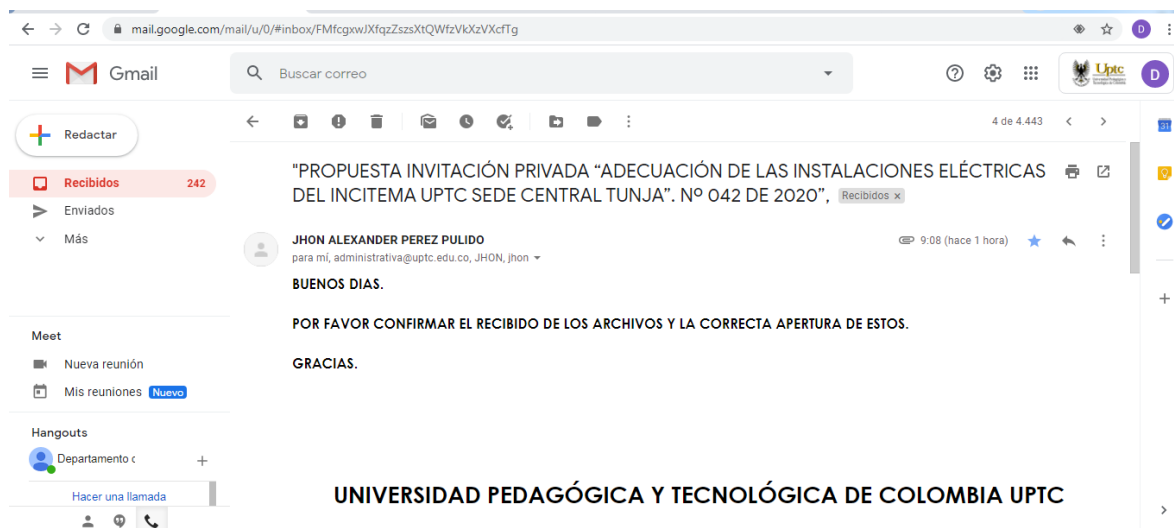 mail.google.com/mail/u/0/#inbox/FMfcgxwJXfqzZszsXtQWfzVkXzVXcfTg
D
Gmail
Buscar correo
Uptc
D
Redactar
4 de 4.443
31
Recibidos 242
Enviados
Más
"PROPUESTA INVITACIÓN PRIVADA “ADECUACIÓN DE LAS INSTALACIONES ELÉCTRICAS
DEL INCITEMA UPTC SEDE CENTRAL TUNJA”. Nº 042 DE 2020”, Recibidos x
JHON ALEXANDER PEREZ PULIDO
9:08 (hace 1 hora)
para mí, administrativa@uptc.edu.co, JHON, jhon
BUENOS DIAS.
POR FAVOR CONFIRMAR EL RECIBIDO DE LOS ARCHIVOS Y LA CORRECTA APERTURA DE ESTOS.
GRACIAS.
Meet
Nueva reunión
Mis reuniones Nuevo
Hangouts
Departamento c
Hacer una llamada
UNIVERSIDAD PEDAGÓGICA Y TECNOLÓGICA DE COLOMBIA UPTC